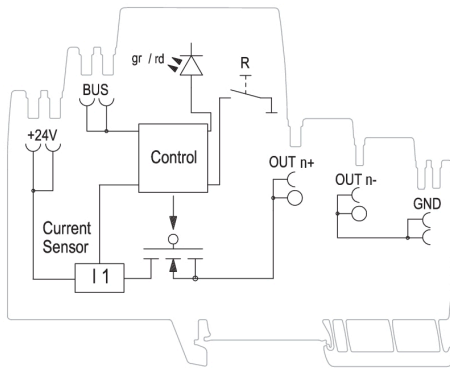 gr / rd
R
BUS
+24V
Control
OUT n+
OUT n-
GND
Current
Sensor
I 1